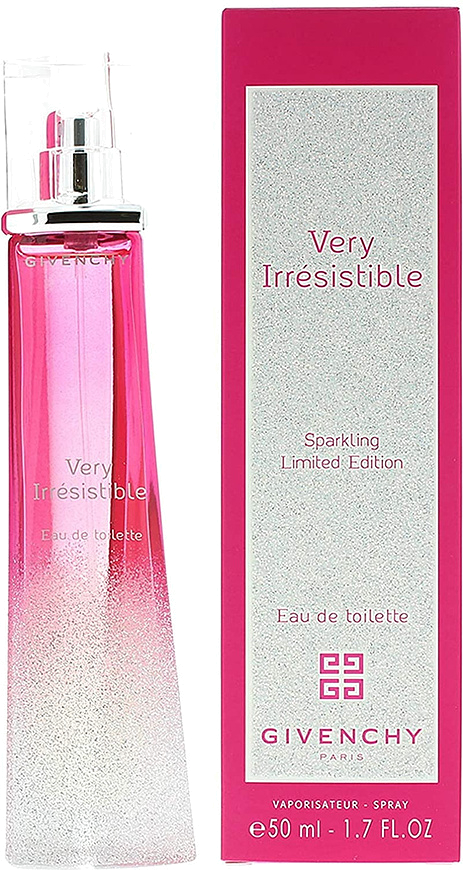 GIVENCHY
Very
Irrésistible
Eau de toilette
Very
Irrésistible
Sparkling
Limited Edition
Eau de toilette
GIVENCHY
PARIS
VAPORISATEUR - SPRAY
e50 ml - 1.7 FL.OZ